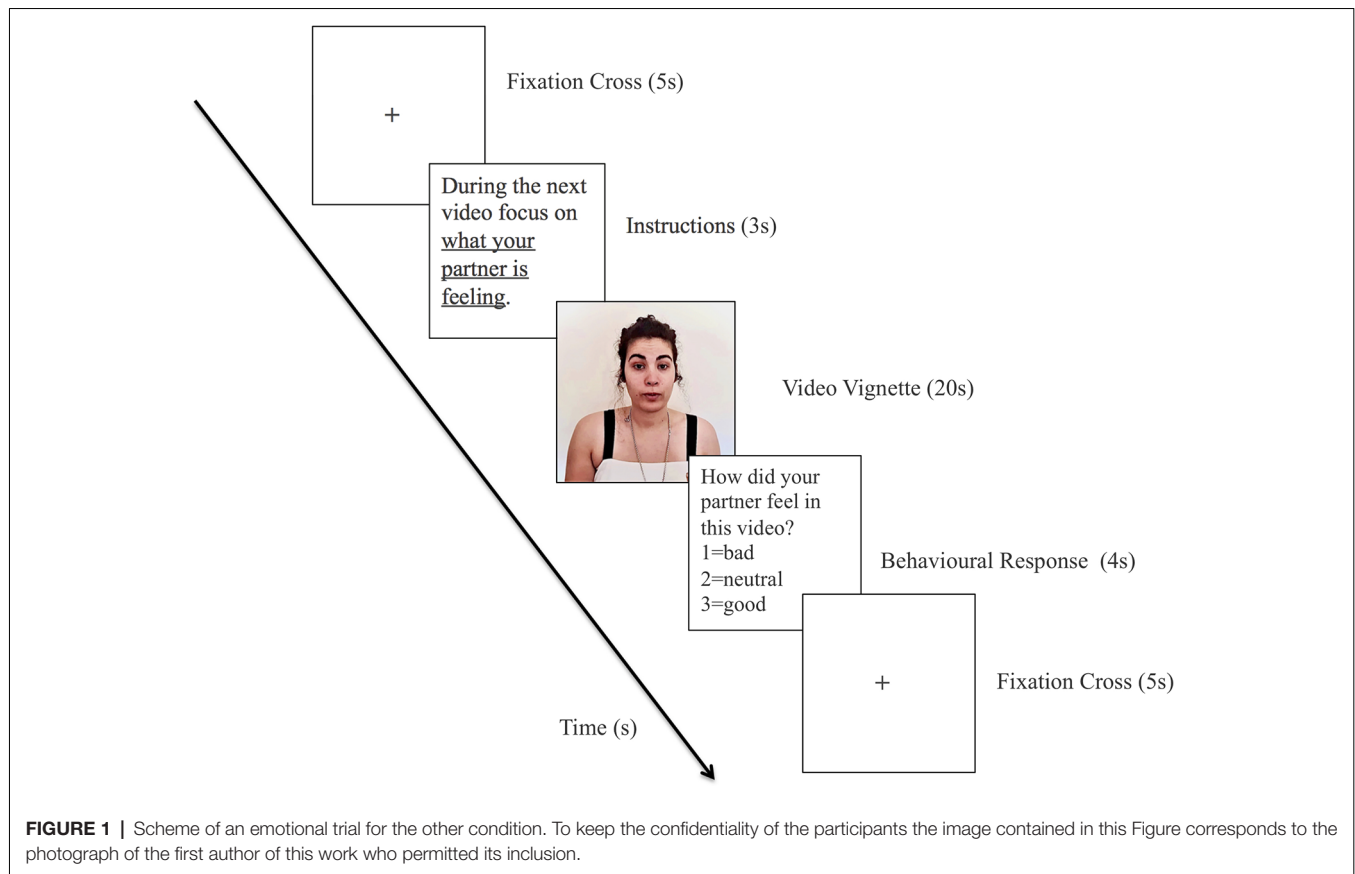 Fixation Cross (5s)
+
During the next
video focus on
what your
partner is
feeling.
Instructions (3s)
Video Vignette (20s)
How did your
partner feel in
this video?
1=bad
2=neutral
3=good
Behavioural Response (4s)
+
Fixation Cross (5s)
Time (s)
FIGURE 1 | Scheme of an emotional trial for the other condition. To keep the confidentiality of the participants the image contained in this Figure corresponds to the
photograph of the first author of this work who permitted its inclusion.